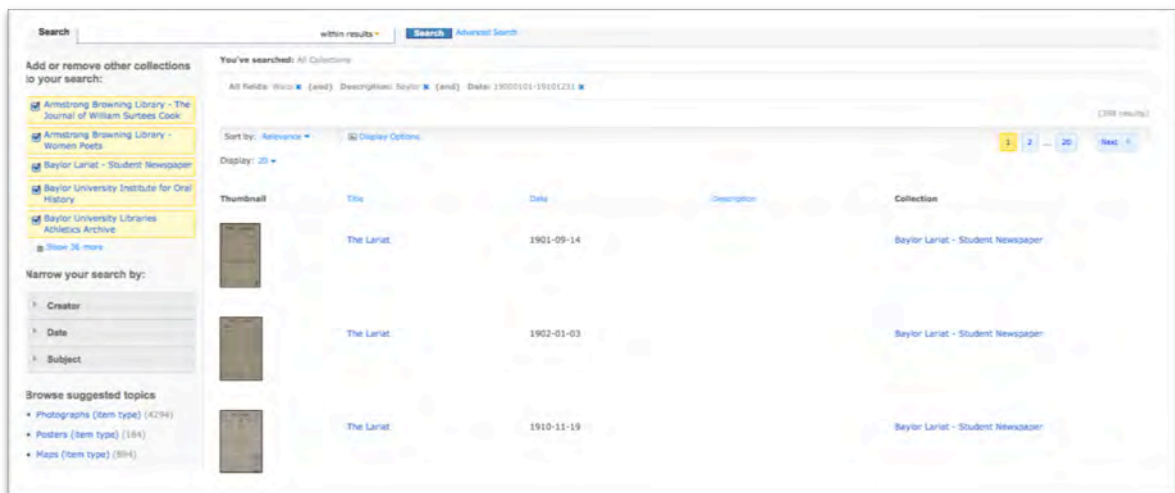 Search within results Search Advanced Search
Add or remove other collections
to your search:
Armstrong Browning Library - The
Journal of William Surtees Cook
Armstrong Browning Library -
Women Poets
Baylor Lariat - Student Newspaper
Baylor University Institute for Oral
History
Baylor University Libraries
Athletics Archive
Show 36 more
Narrow your search by:
Creator
Date
Subject
Browse suggested topics
Photographs (item type) (4294)
Posters (item type) (184)
Maps (item type) (894)
You've searched: All Collections
All fields: Waco (and) Description: Baylor (and) Date: 19000101-19101231
(398 results)
Sort by: Relevance Display Options 1 2 ... 20 Next
Display: 20
Thumbnail Title Date Description Collection
The Lariat 1901-09-14 Baylor Lariat - Student Newspaper
The Lariat 1902-01-03 Baylor Lariat - Student Newspaper
The Lariat 1910-11-19 Baylor Lariat - Student Newspaper